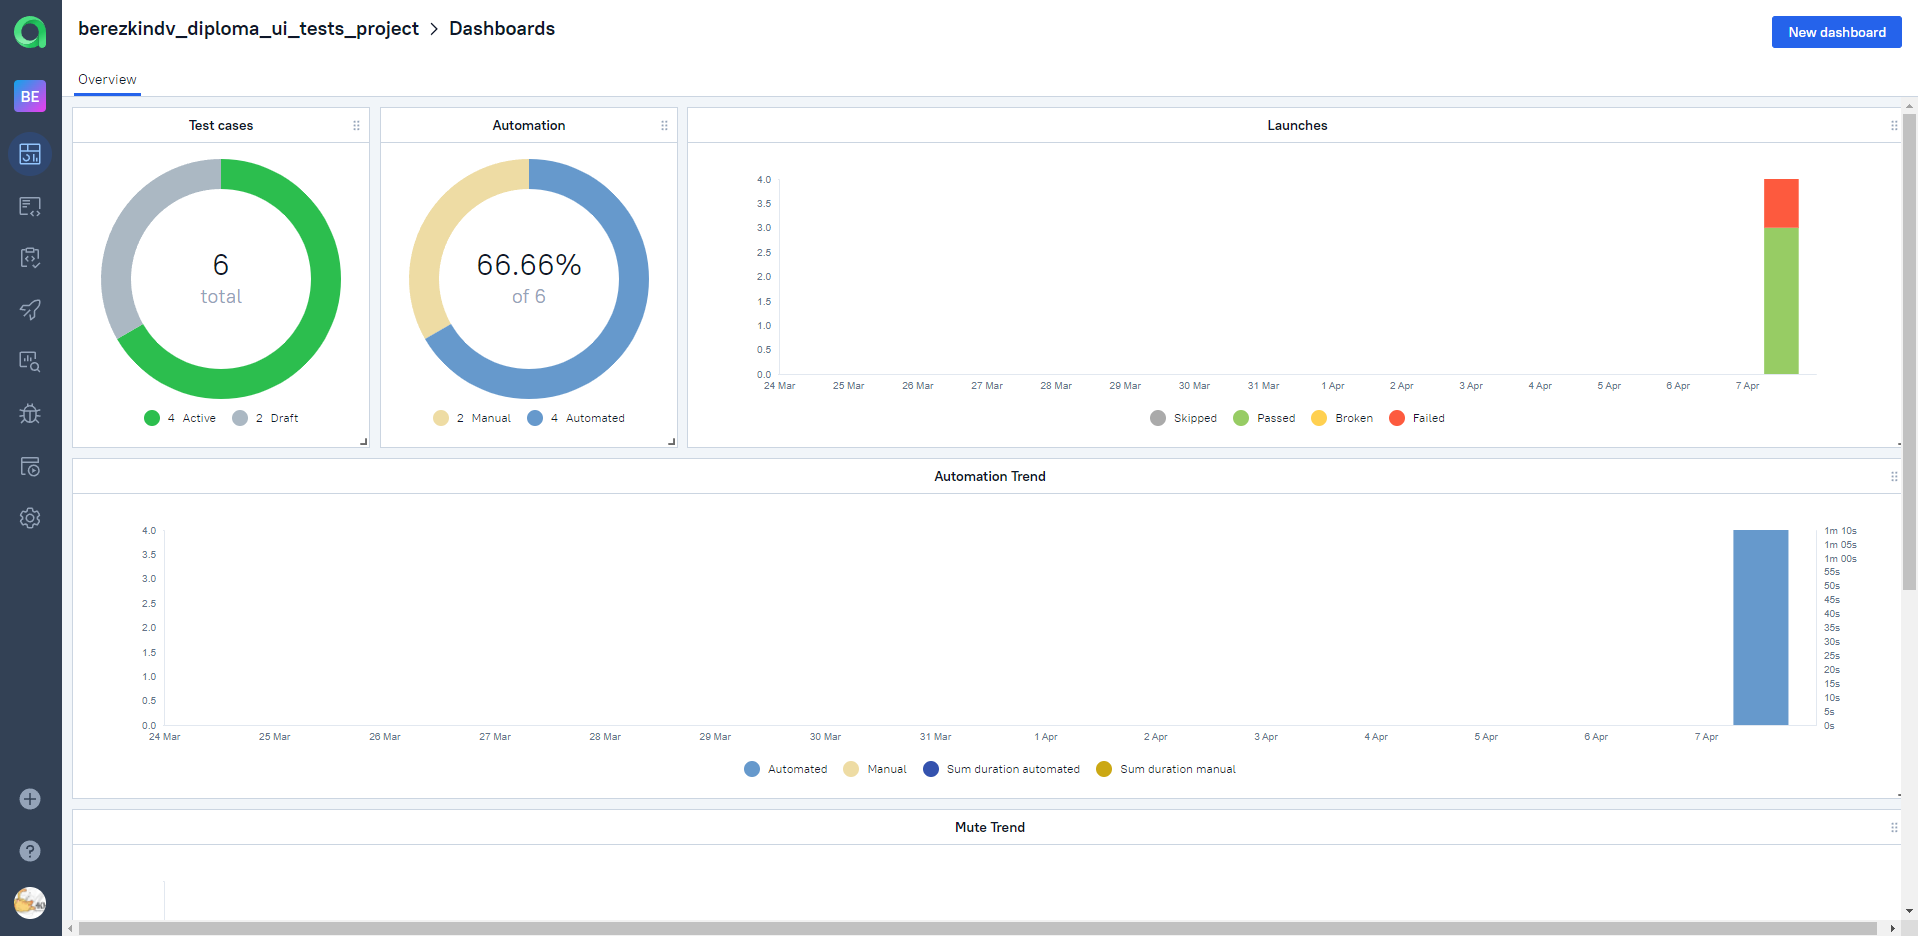 berezkindv_diploma_ui_tests_project > Dashboards
New dashboard
BE
Overview
Test cases
6
total
4 Active
2 Draft
Automation
66.66%
of 6
2 Manual
4 Automated
Launches
4.0
3.5
3.0
2.5
2.0
1.5
1.0
0.5
0.0
24 Mar 25 Mar 26 Mar 27 Mar 28 Mar 29 Mar 30 Mar 31 Mar 1 Apr 2 Apr 3 Apr 4 Apr 5 Apr 6 Apr 7 Apr
Skipped Passed Broken Failed
Automation Trend
4.0
3.5
3.0
2.5
2.0
1.5
1.0
0.5
0.0
1m 10s
1m 05s
1m 00s
55s
50s
45s
40s
35s
30s
25s
20s
15s
10s
5s
0s
24 Mar 25 Mar 26 Mar 27 Mar 28 Mar 29 Mar 30 Mar 31 Mar 1 Apr 2 Apr 3 Apr 4 Apr 5 Apr 6 Apr 7 Apr
Automated Manual Sum duration automated Sum duration manual
Mute Trend